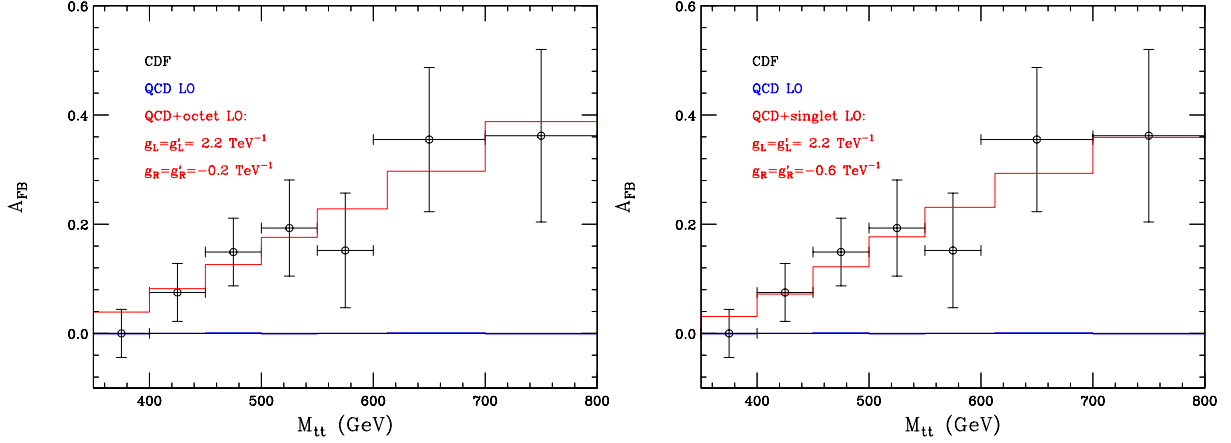 0.6
0.4
0.2
0.0
A_FB
CDF
QCD LO
QCD+octet LO:
g_L=g'_L= 2.2 TeV⁻¹
g_R=g'_R=−0.2 TeV⁻¹
400 500 600 700 800
M_tt (GeV)
0.6
0.4
0.2
0.0
A_FB
CDF
QCD LO
QCD+singlet LO:
g_L=g'_L= 2.2 TeV⁻¹
g_R=g'_R=−0.6 TeV⁻¹
400 500 600 700 800
M_tt (GeV)